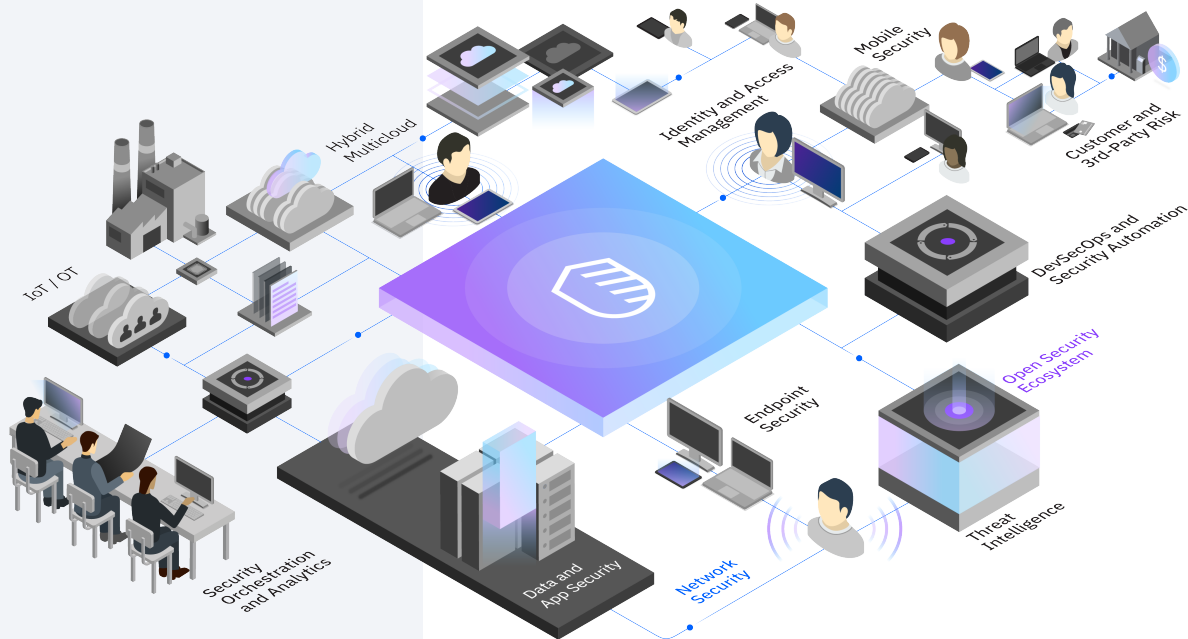 Mobile
Security
Identity and Access
Management
Customer and
3rd-Party Risk
Hybrid
Multicloud
DevSecOps and
Security Automation
IoT / OT
Open Security
Ecosystem
Endpoint
Security
Threat
Intelligence
Security
Orchestration
and Analytics
Data and
App Security
Network
Security
$